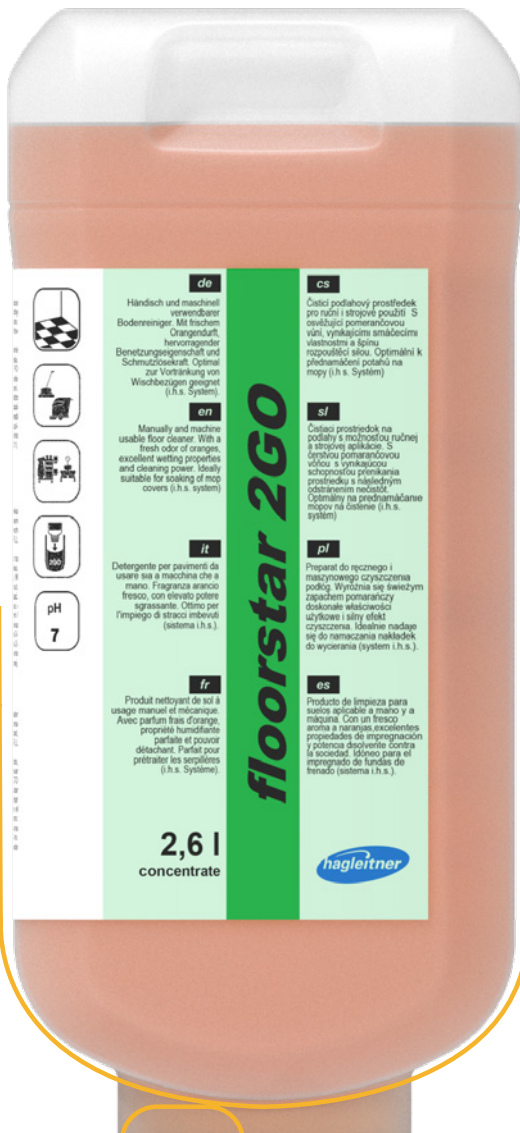 pH
7
de
Händisch und maschinell
verwendbarer
Bodenreiniger. Mit frischem
Orangenduft,
hervorragender
Benetzungseigenschaft und
Schmutzlösekraft. Optimal
zur Vortränkung von
Wischbezügen geeignet
(i.h.s. System).
en
Manually and machine
usable floor cleaner. With a
fresh odor of oranges,
excellent wetting properties
and cleaning power. Ideally
suitable for soaking of mop
covers (i.h.s. system)
it
Detergente per pavimenti da
usare sia a macchina che a
mano. Fragranza arancio
fresco, con elevato potere
sgrassante. Ottimo per
l'impiego di stracci imbevuti
(sistema i.h.s.).
fr
Produit nettoyant de sol à
usage manuel et mécanique.
Avec parfum frais d'orange,
propriété humidifiante
parfaite et pouvoir
détachant. Parfait pour
prétraiter les serpillères
(i.h.s. Système).
2,6 l
concentrate
floorstar 2GO
cs
Čisticí podlahový prostředek
pro ruční i strojové použití S
osvěžující pomerančovou
vůní, vynikajícími smáčecími
vlastnostmi a špínu
rozpouštěcí silou. Optimální k
přednamáčení potahů na
mopy (i.h.s. Systém)
sl
Čistiaci prostriedok na
podlahy s možnosťou ručnej
a strojovej aplikácie. S
čerstvou pomarančovou
vôňou s vynikajúcou
schopnosťou prenikania
prostriedku s následným
odstránením nečistôt.
Optimálny na prednamáčanie
mopov na čistenie (i.h.s.
systém)
pl
Preparat do ręcznego i
maszynowego czyszczenia
podłóg. Wyróżnia się świeżym
zapachem pomarańczy
doskonałe właściwości
użytkowe i silny efekt
czyszczenia. Idealnie nadaje
się do namaczania nakładek
do wycierania (system i.h.s.).
es
Producto de limpieza para
suelos aplicable a mano y a
máquina. Con un fresco
aroma a naranjas,excelentes
propiedades de impregnación
y potencia disolvente contra
la sociedad. Idóneo para el
impregnado de fundas de
frenado (sistema i.h.s.).
hagleitner